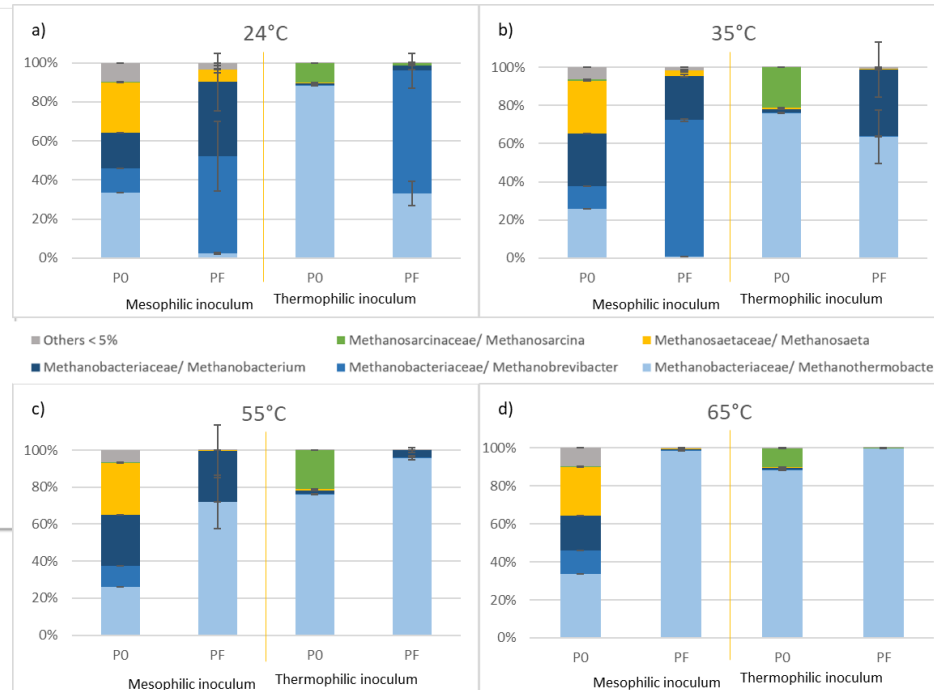 a) 24°C
100%
80%
60%
40%
20%
0%
P0 PF P0 PF
Mesophilic inoculum Thermophilic inoculum
b) 35°C
100%
80%
60%
40%
20%
0%
P0 PF P0 PF
Mesophilic inoculum Thermophilic inoculum
Others < 5% Methanosarcinaceae/ Methanosarcina Methanosaetaceae/ Methanosaeta
Methanobacteriaceae/ Methanobacterium Methanobacteriaceae/ Methanobrevibacter Methanobacteriaceae/ Methanothermobacte
c) 55°C
100%
80%
60%
40%
20%
0%
P0 PF P0 PF
Mesophilic inoculum Thermophilic inoculum
d) 65°C
100%
80%
60%
40%
20%
0%
P0 PF P0 PF
Mesophilic inoculum Thermophilic inoculum